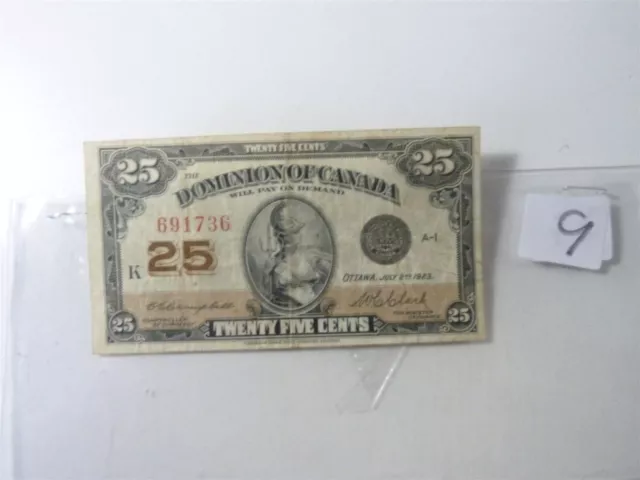 TWENTY FIVE CENTS
25 25
THE
DOMINION OF CANADA
WILL PAY ON DEMAND
691736
A-1
K 25
OTTAWA, JULY 2ND 1923.
25 TWENTY FIVE CENTS 25
9